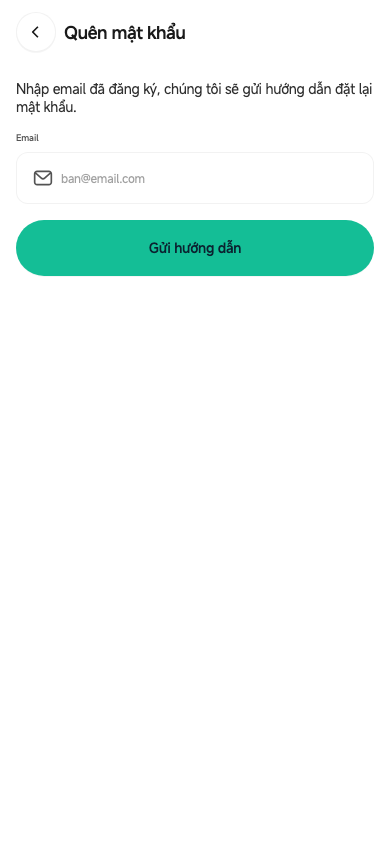 Quên mật khẩu
Nhập email đã đăng ký, chúng tôi sẽ gửi hướng dẫn đặt lại
mật khẩu.
Email
ban@email.com
Gửi hướng dẫn